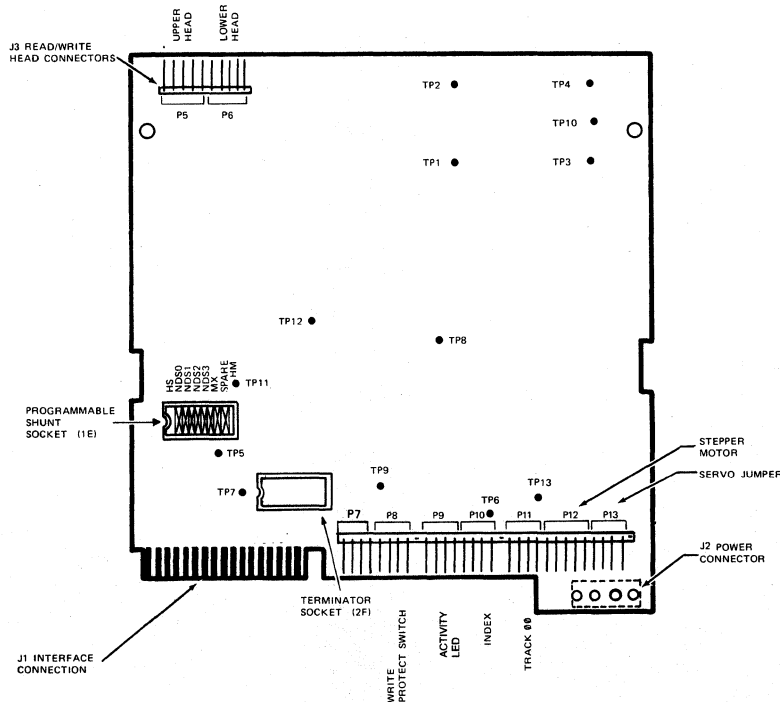 UPPER
HEAD
LOWER
HEAD
J3 READ/WRITE
HEAD CONNECTORS
P5
P6
TP2
TP4
TP10
TP1
TP3
TP12
TP8
HS
NDS0
NDS1
NDS2
NDS3
MX
SPARE
HM
TP11
PROGRAMMABLE
SHUNT
SOCKET (1E)
TP5
TP7
TP9
TP6
TP13
STEPPER
MOTOR
SERVO JUMPER
P7
P8
P9
P10
P11
P12
P13
J2 POWER
CONNECTOR
TERMINATOR
SOCKET (2F)
J1 INTERFACE
CONNECTION
WRITE
PROTECT SWITCH
ACTIVITY
LED
INDEX
TRACK 00